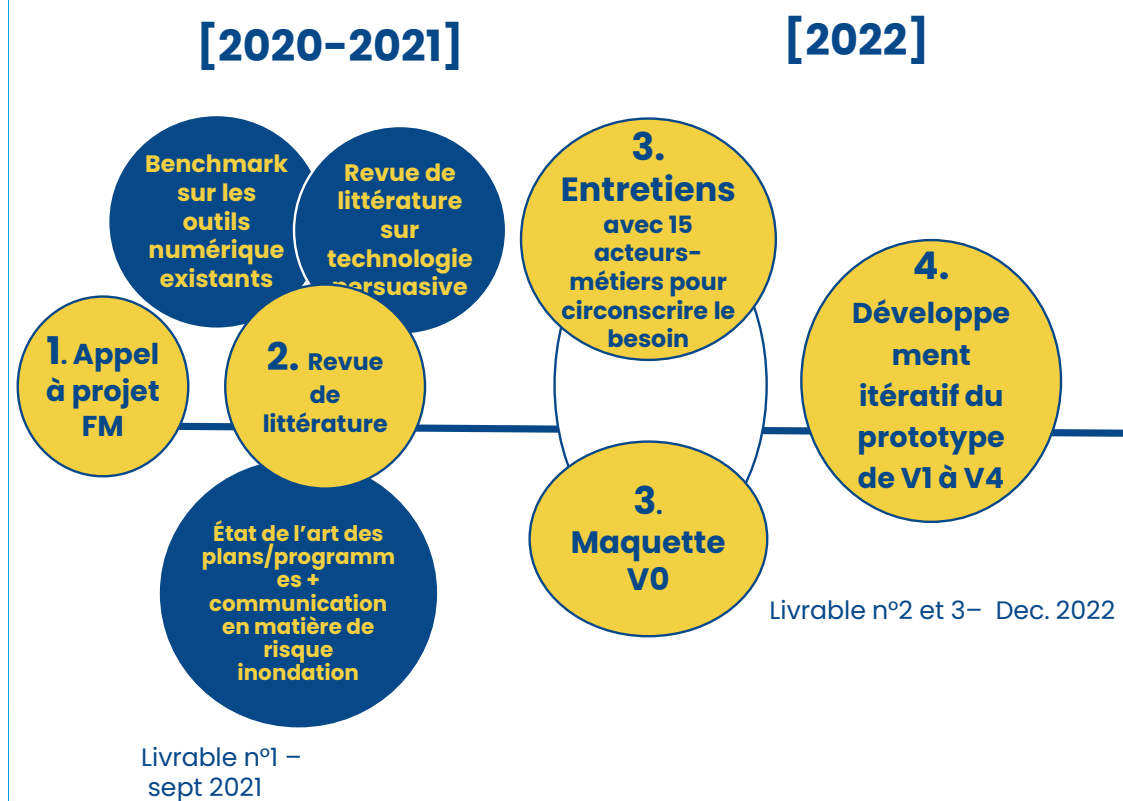 [2020-2021]
[2022]
Benchmark
sur les
outils
numérique
existants
Revue de
littérature
sur
technologie
persuasive
1. Appel
à projet
FM
2. Revue
de
littérature
État de l’art des
plans/programm
es +
communication
en matière de
risque
inondation
Livrable n°1 –
sept 2021
3.
Entretiens
avec 15
acteurs-
métiers pour
circonscrire le
besoin
3.
Maquette
V0
4.
Développe
ment
itératif du
prototype
de V1 à V4
Livrable n°2 et 3– Dec. 2022